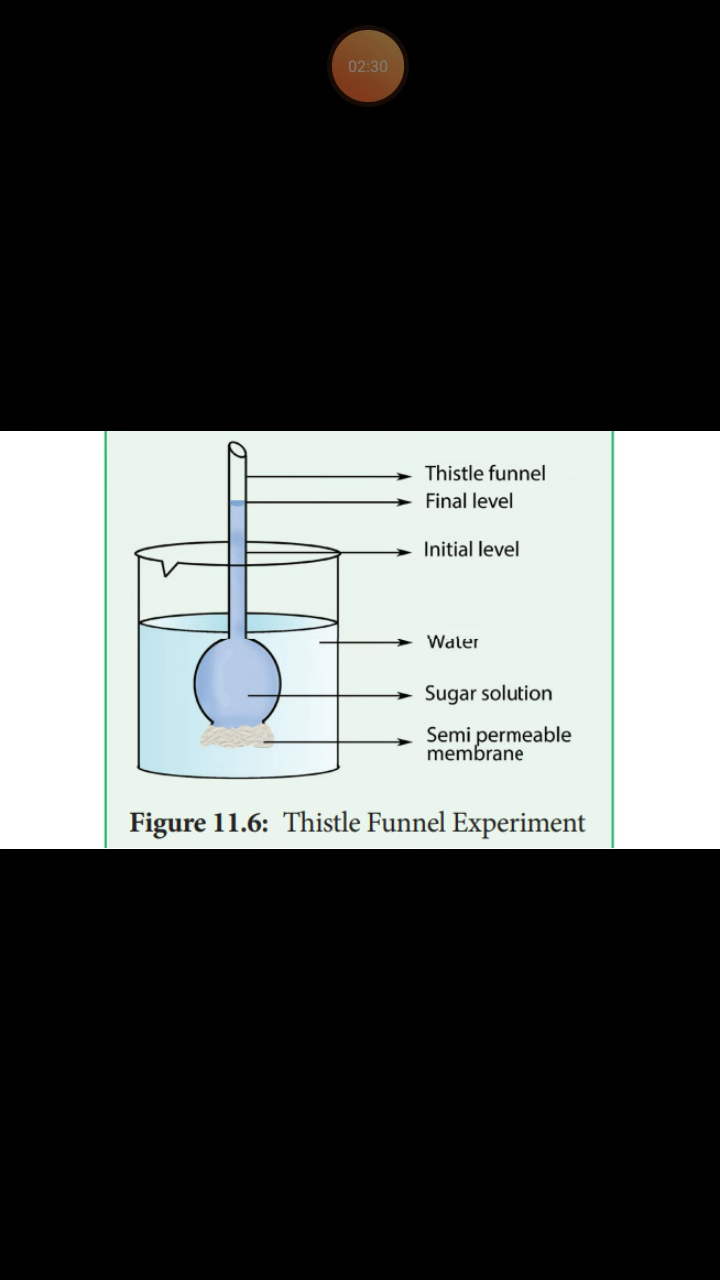 02:30
Thistle funnel
Final level
Initial level
Water
Sugar solution
Semi permeable
membrane
Figure 11.6: Thistle Funnel Experiment